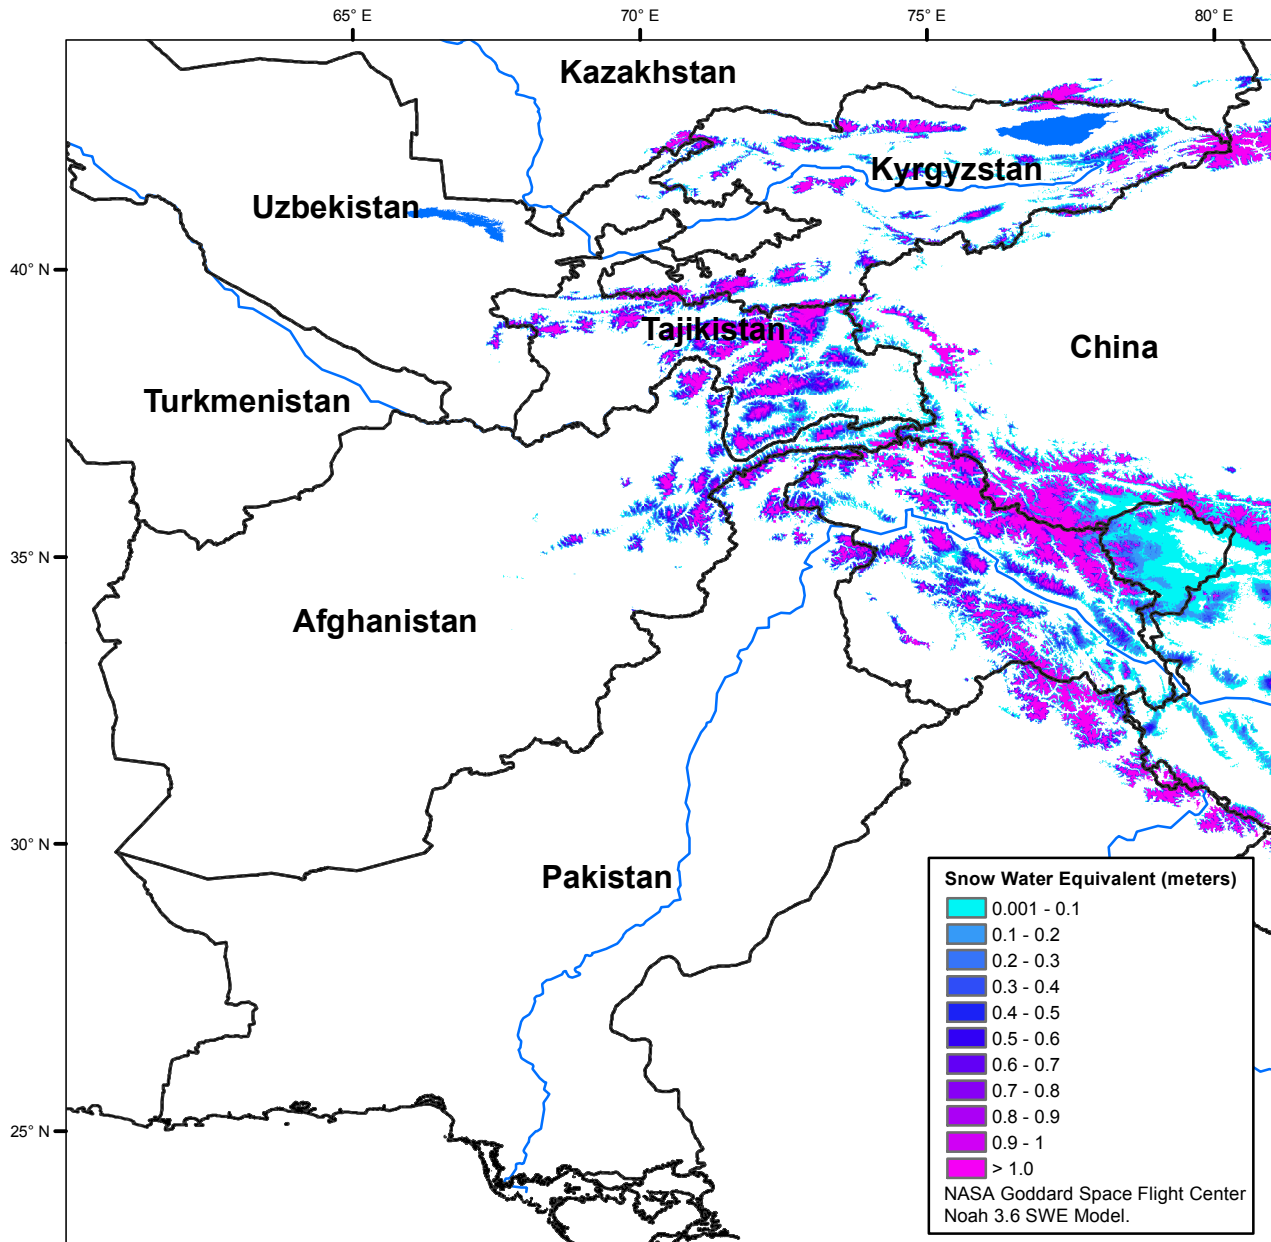 65° E
70° E
75° E
80° E
Kazakhstan
Kyrgyzstan
Uzbekistan
40° N
Tajikistan
China
Turkmenistan
35° N
Afghanistan
30° N
Pakistan
25° N
Snow Water Equivalent (meters)
0.001 - 0.1
0.1 - 0.2
0.2 - 0.3
0.3 - 0.4
0.4 - 0.5
0.5 - 0.6
0.6 - 0.7
0.7 - 0.8
0.8 - 0.9
0.9 - 1
> 1.0
NASA Goddard Space Flight Center
Noah 3.6 SWE Model.